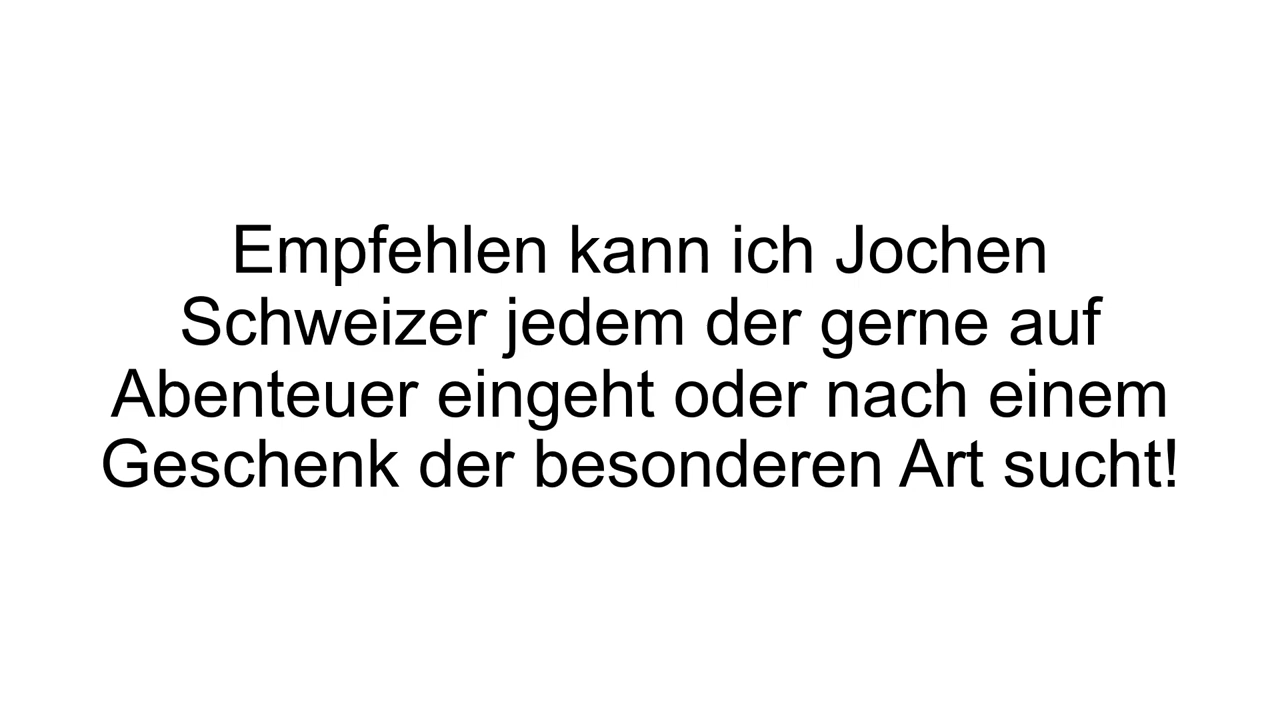 Empfehlen kann ich Jochen
Schweizer jedem der gerne auf
Abenteuer eingeht oder nach einem
Geschenk der besonderen Art sucht!